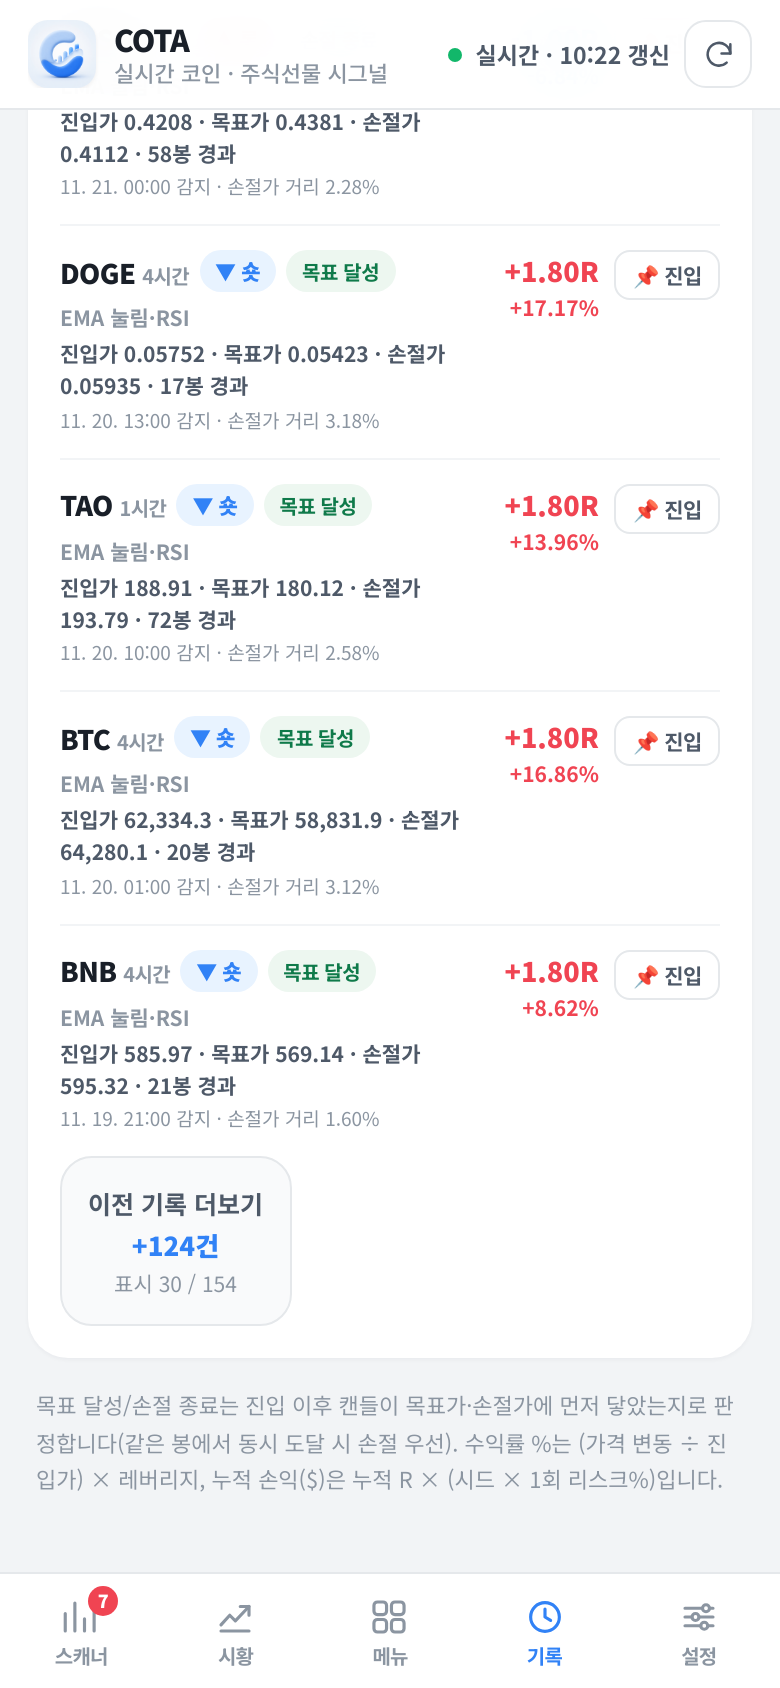 COTA
실시간 코인 · 주식선물 시그널
실시간 · 10:22 갱신
진입가 0.4208 · 목표가 0.4381 · 손절가
0.4112 · 58봉 경과
11. 21. 00:00 감지 · 손절가 거리 2.28%
DOGE 4시간 ▼ 숏 목표 달성 +1.80R 📌 진입
+17.17%
EMA 눌림·RSI
진입가 0.05752 · 목표가 0.05423 · 손절가
0.05935 · 17봉 경과
11. 20. 13:00 감지 · 손절가 거리 3.18%
TAO 1시간 ▼ 숏 목표 달성 +1.80R 📌 진입
+13.96%
EMA 눌림·RSI
진입가 188.91 · 목표가 180.12 · 손절가
193.79 · 72봉 경과
11. 20. 10:00 감지 · 손절가 거리 2.58%
BTC 4시간 ▼ 숏 목표 달성 +1.80R 📌 진입
+16.86%
EMA 눌림·RSI
진입가 62,334.3 · 목표가 58,831.9 · 손절가
64,280.1 · 20봉 경과
11. 20. 01:00 감지 · 손절가 거리 3.12%
BNB 4시간 ▼ 숏 목표 달성 +1.80R 📌 진입
+8.62%
EMA 눌림·RSI
진입가 585.97 · 목표가 569.14 · 손절가
595.32 · 21봉 경과
11. 19. 21:00 감지 · 손절가 거리 1.60%
이전 기록 더보기
+124건
표시 30 / 154
목표 달성/손절 종료는 진입 이후 캔들이 목표가·손절가에 먼저 닿았는지로 판
정합니다(같은 봉에서 동시 도달 시 손절 우선). 수익률 %는 (가격 변동 ÷ 진
입가) × 레버리지, 누적 손익($)은 누적 R × (시드 × 1회 리스크%)입니다.
7
스캐너 시황 메뉴 기록 설정